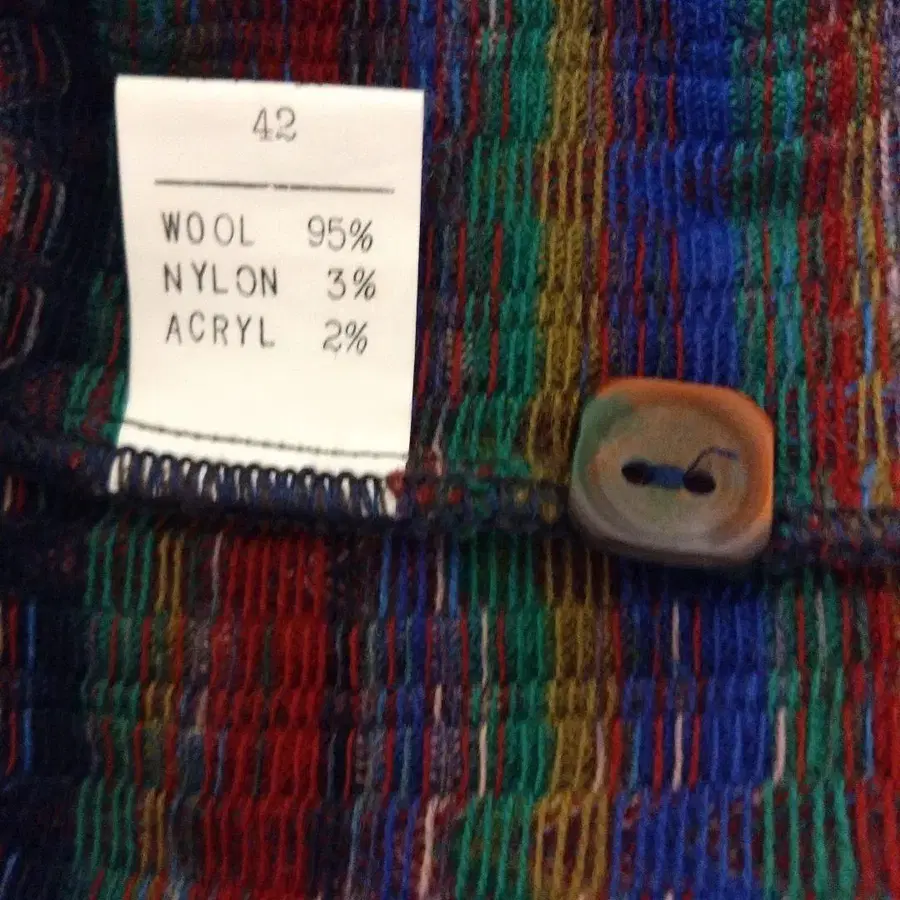 42
WOOL 95%
NYLON 3%
ACRYL 2%